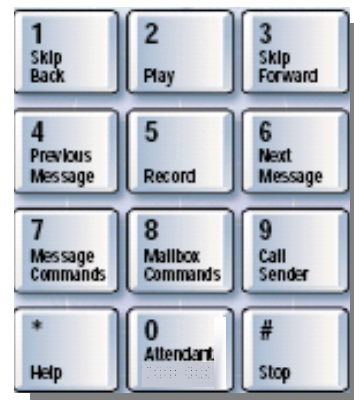 1
Skip
Back
2
Play
3
Skip
Forward
4
Previous
Message
5
Record
6
Next
Message
7
Message
Commands
8
Mailbox
Commands
9
Call
Sender
*
Help
0
Attendant
#
Stop